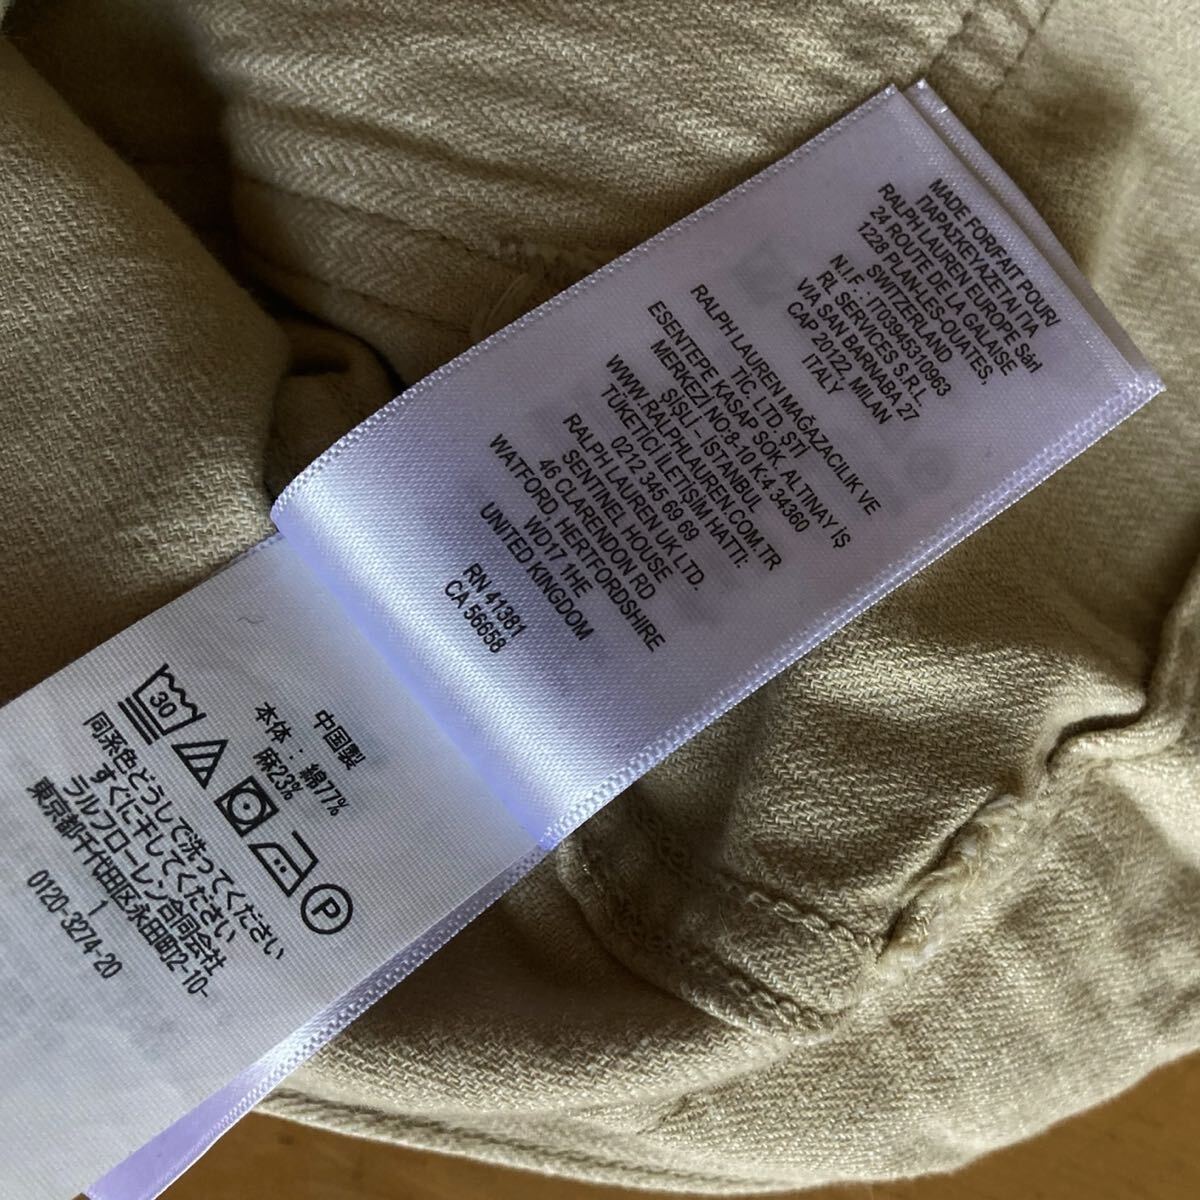 MADE FOR/FAIT POUR/
ΠΑΡΑΣΚΕΥΑΖΕΤΑΙ ΓΙΑ
RALPH LAUREN EUROPE Sàrl
24 ROUTE DE LA GALAISE
1228 PLAN-LES-OUATES,
SWITZERLAND
N.I.F.: IT03945310963
RL SERVICES S.R.L.
VIA SAN BARNABA 27
CAP 20122, MILAN
ITALY
RALPH LAUREN MAĞAZACILIK VE
TIC. LTD. STI
ESENTEPE KASAP SOK. ALTINAY İŞ
MERKEZİ NO:8-10 K:4 34360
SISLI - İSTANBUL
WWW.RALPHLAUREN.COM.TR
TÜKETİCİ İLETİSİM HATTI:
0212 345 69 69
RALPH LAUREN UK LTD.
SENTINEL HOUSE
46 CLARENDON RD
WATFORD HERTFORDSHIRE
WD17 1HE
UNITED KINGDOM
RN 41381
CA 56658
中国製
本体: 綿77%
麻23%
30
P
同系色どうしで洗ってください
すぐに干してください
ラルフローレン合同会社
東京都千代田区永田町2-10-
1
0120-3274-20